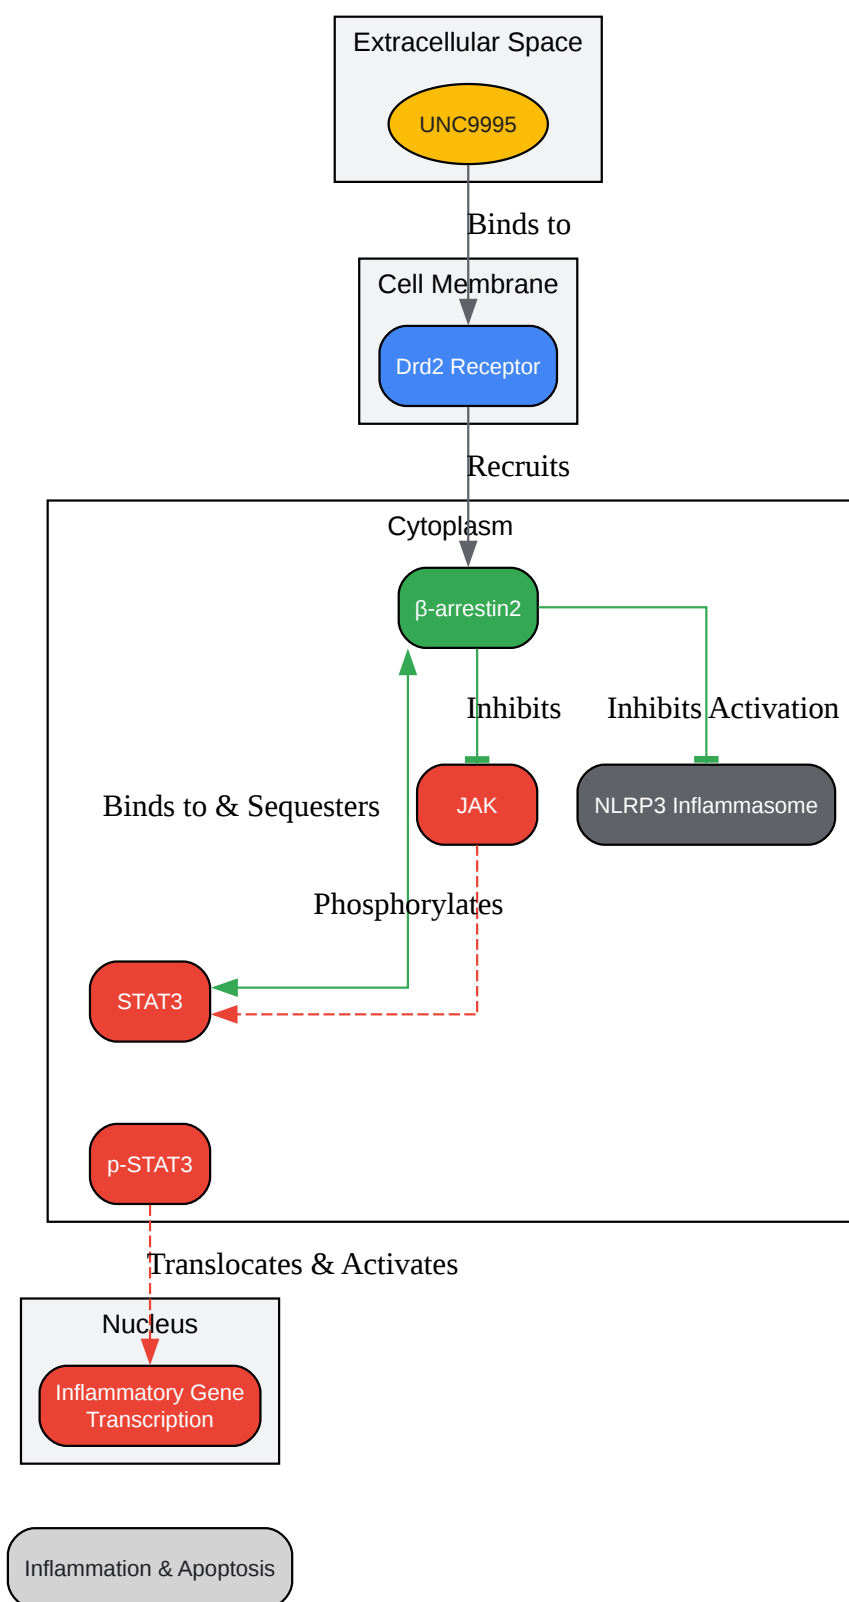 Extracellular Space
UNC9995
Binds to
Cell Membrane
Drd2 Receptor
Recruits
Cytoplasm
β-arrestin2
Inhibits
Inhibits Activation
Binds to & Sequesters
JAK
NLRP3 Inflammasome
Phosphorylates
STAT3
p-STAT3
Translocates & Activates
Nucleus
Inflammatory Gene
Transcription
Inflammation & Apoptosis